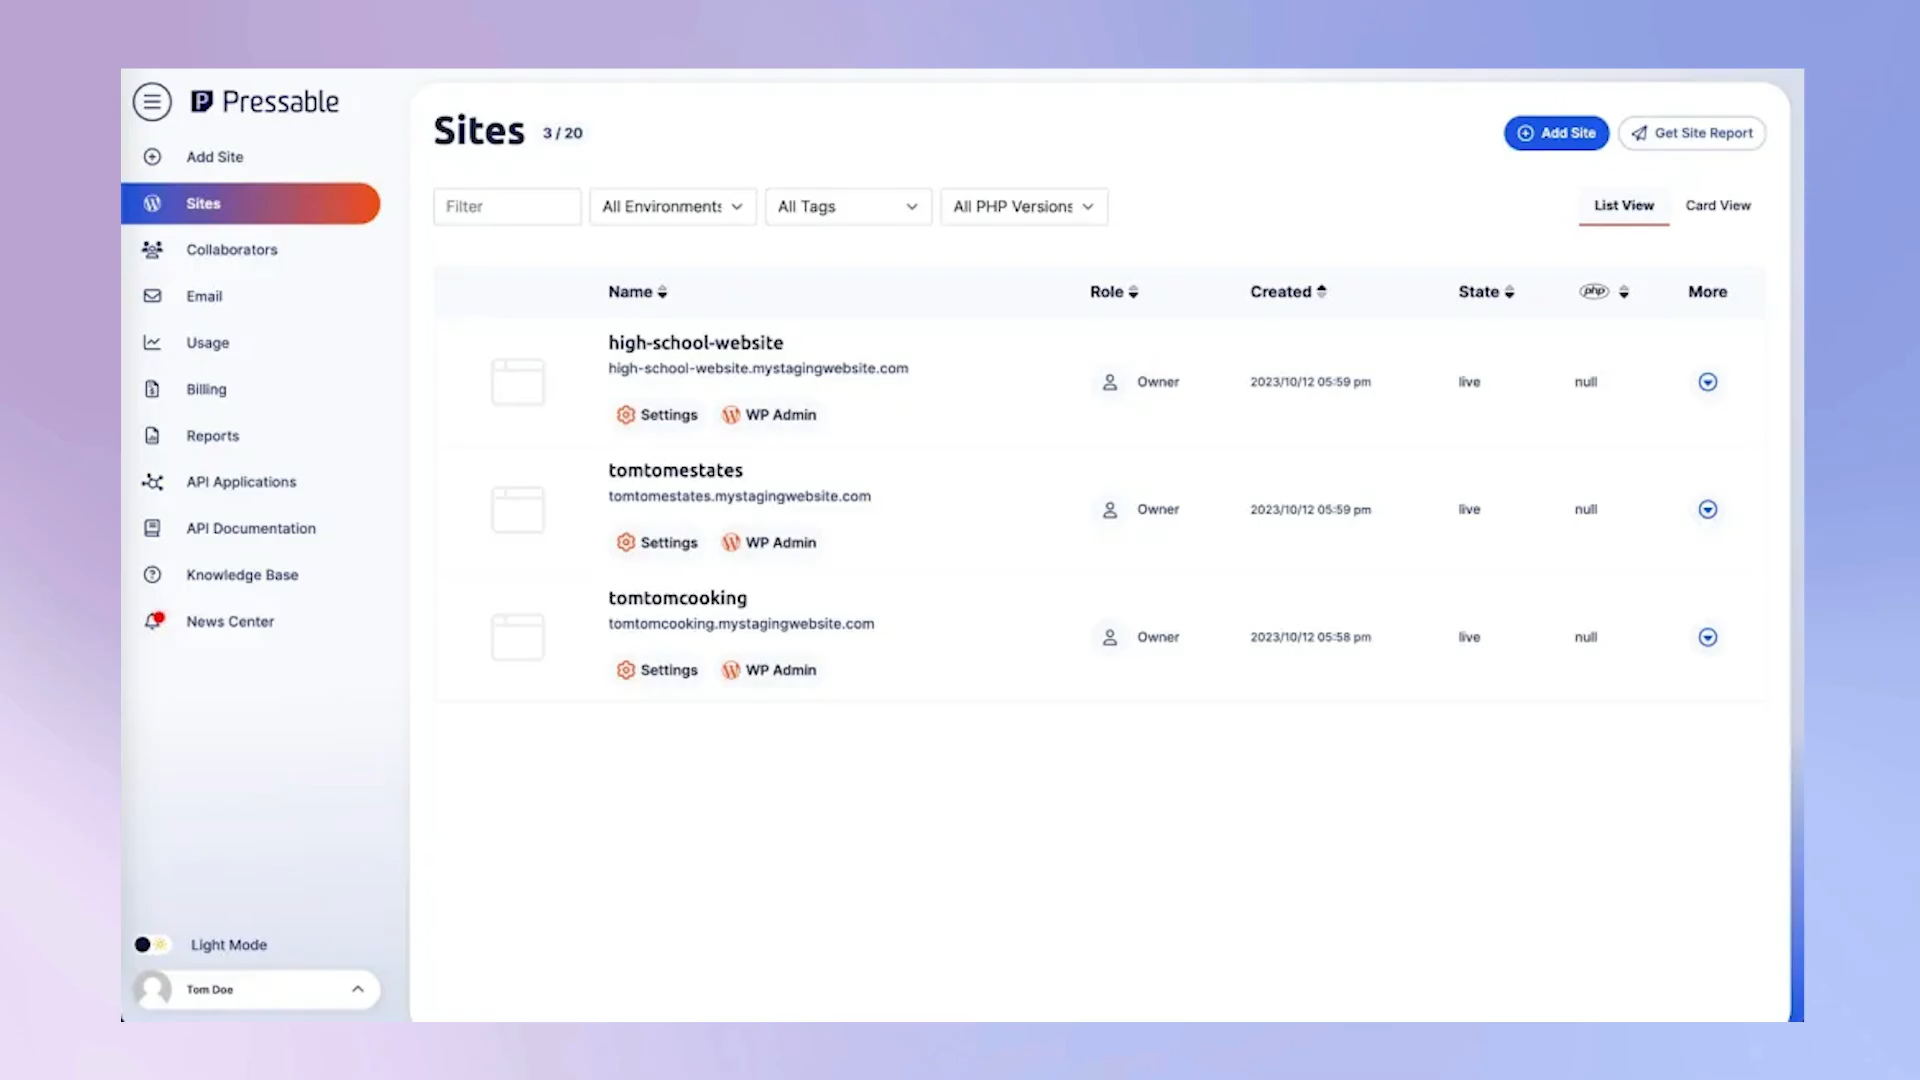 Pressable
Add Site
Sites
Collaborators
Email
Usage
Billing
Reports
API Applications
API Documentation
Knowledge Base
News Center
Light Mode
Tom Doe
Sites 3 / 20
Add Site
Get Site Report
Filter
All Environments
All Tags
All PHP Versions
List View
Card View
Name Role Created State php More
high-school-website
high-school-website.mystagingwebsite.com
Settings WP Admin
Owner 2023/10/12 05:59 pm live null
tomtomestates
tomtomestates.mystagingwebsite.com
Settings WP Admin
Owner 2023/10/12 05:59 pm live null
tomtomcooking
tomtomcooking.mystagingwebsite.com
Settings WP Admin
Owner 2023/10/12 05:58 pm live null